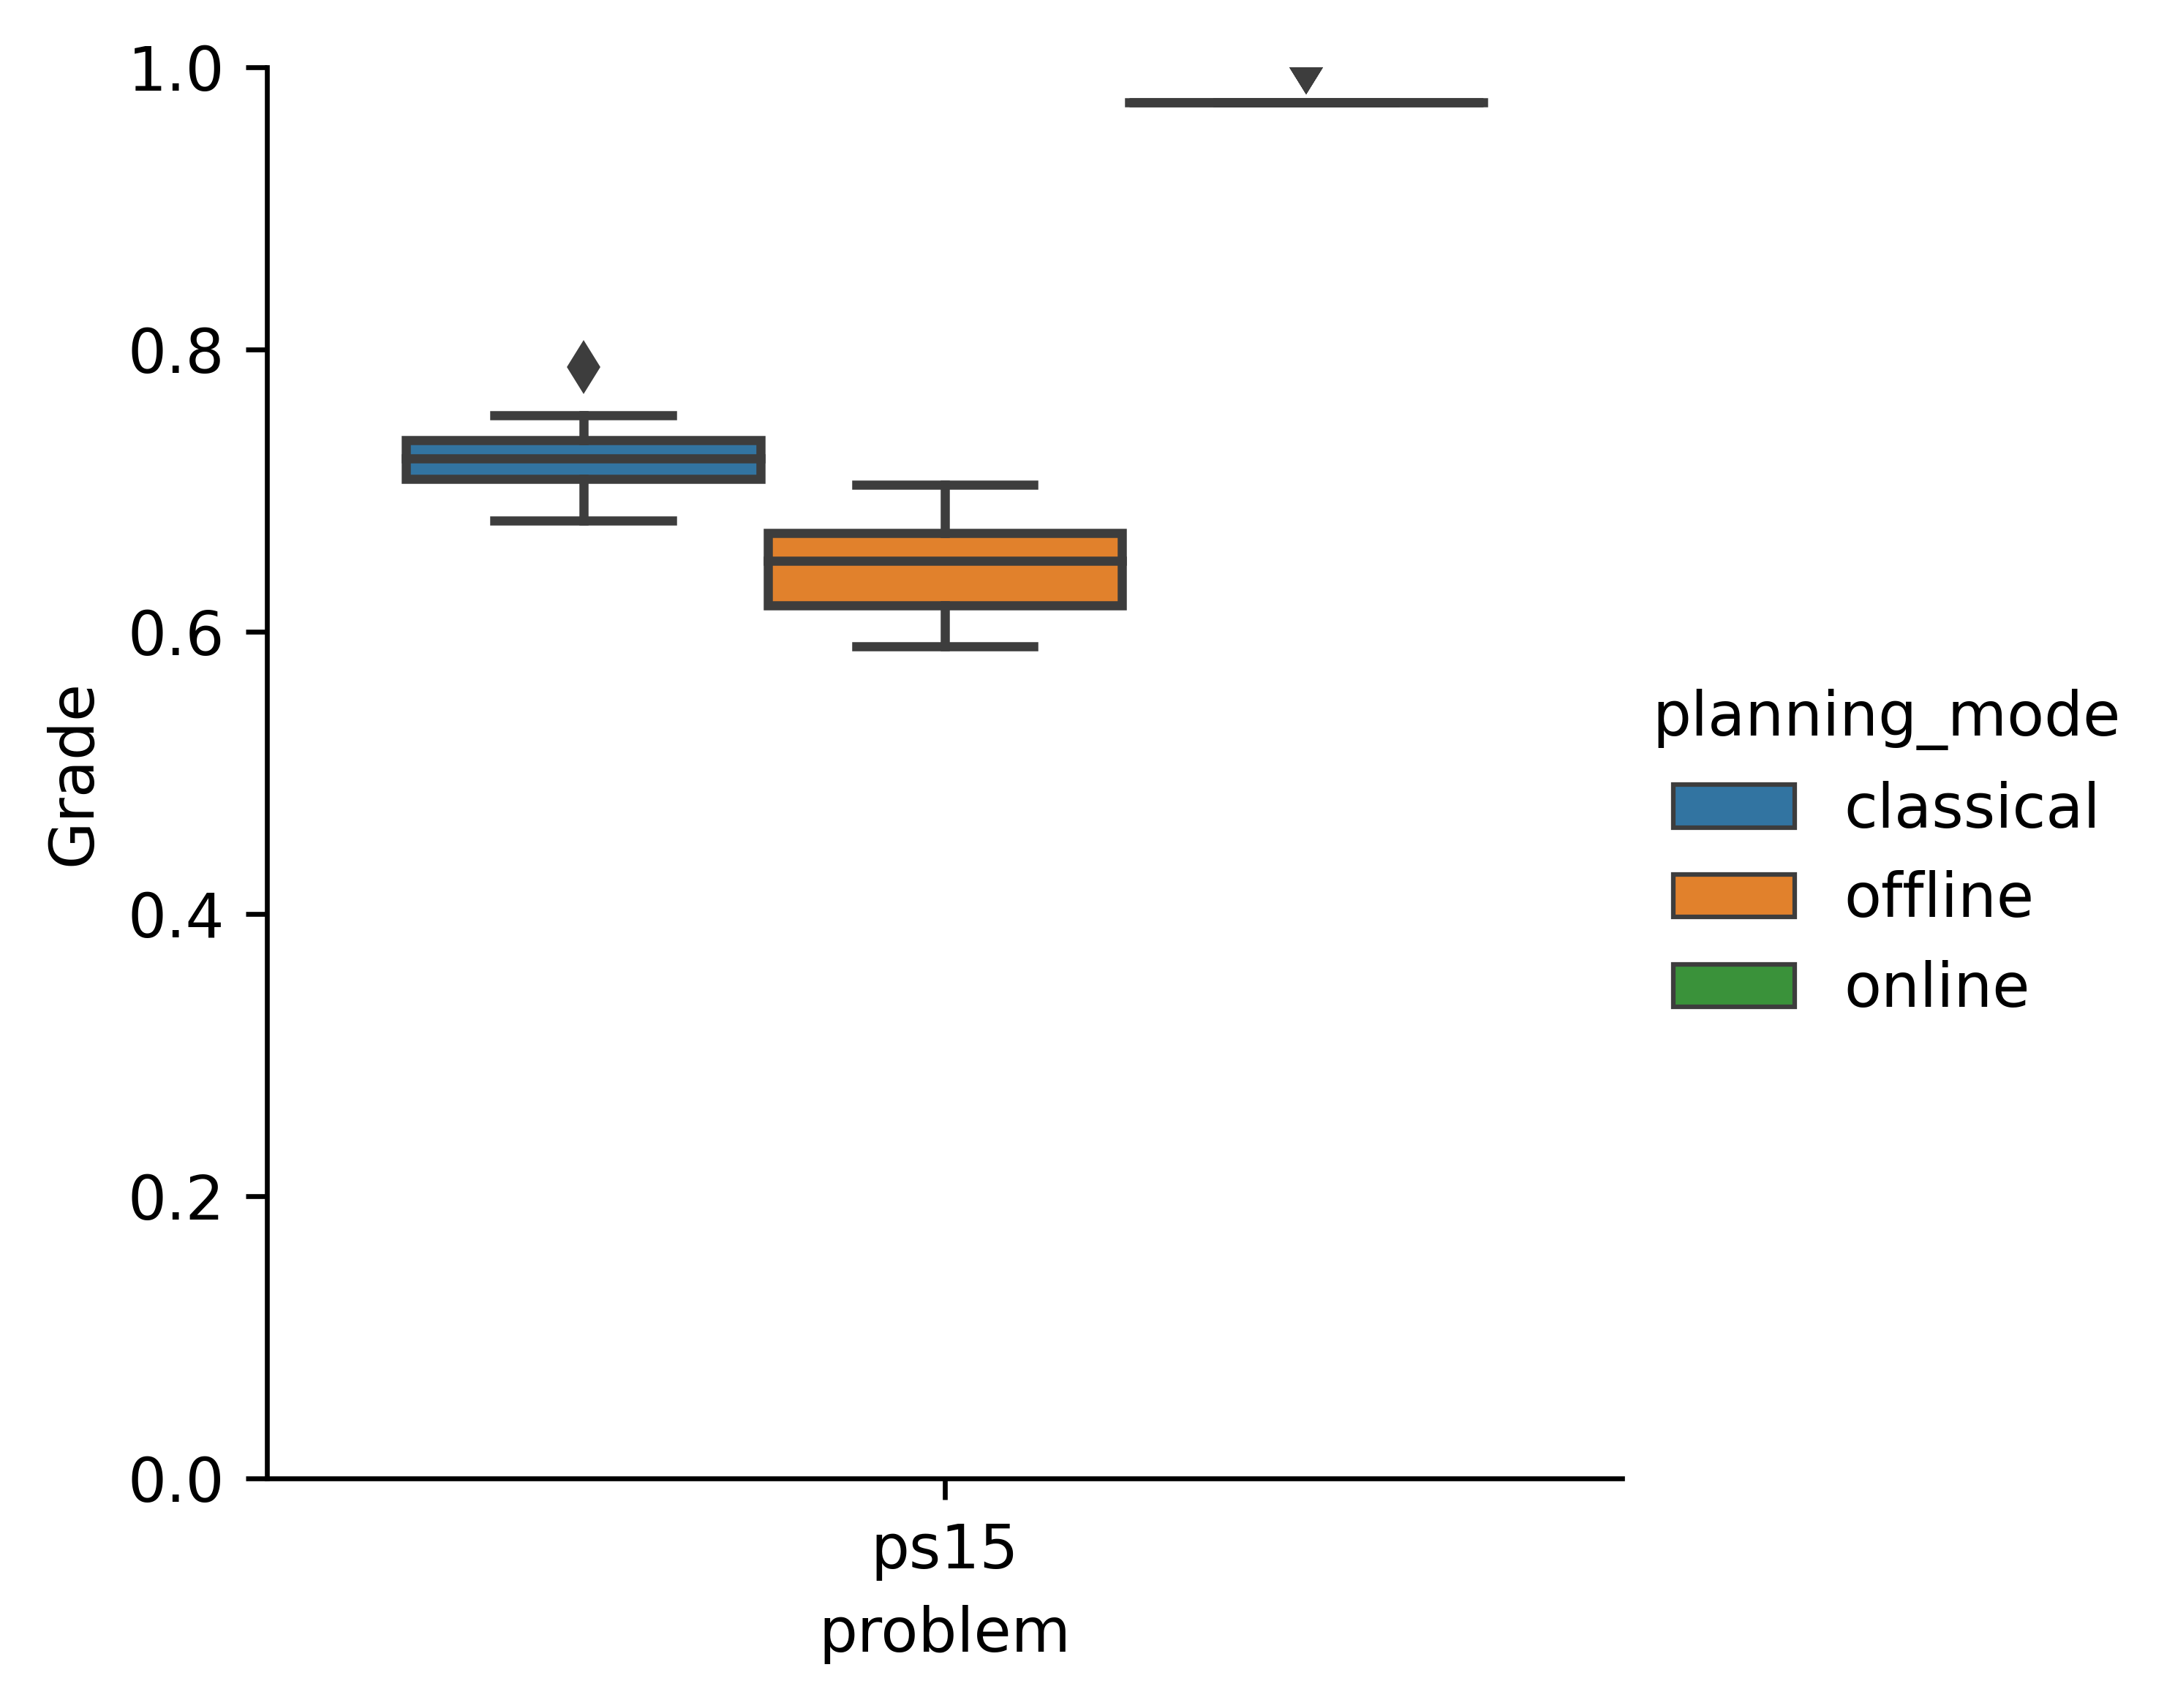 1.0
0.8
0.6
0.4
0.2
0.0
Grade
ps15
problem
planning_mode
classical
offline
online